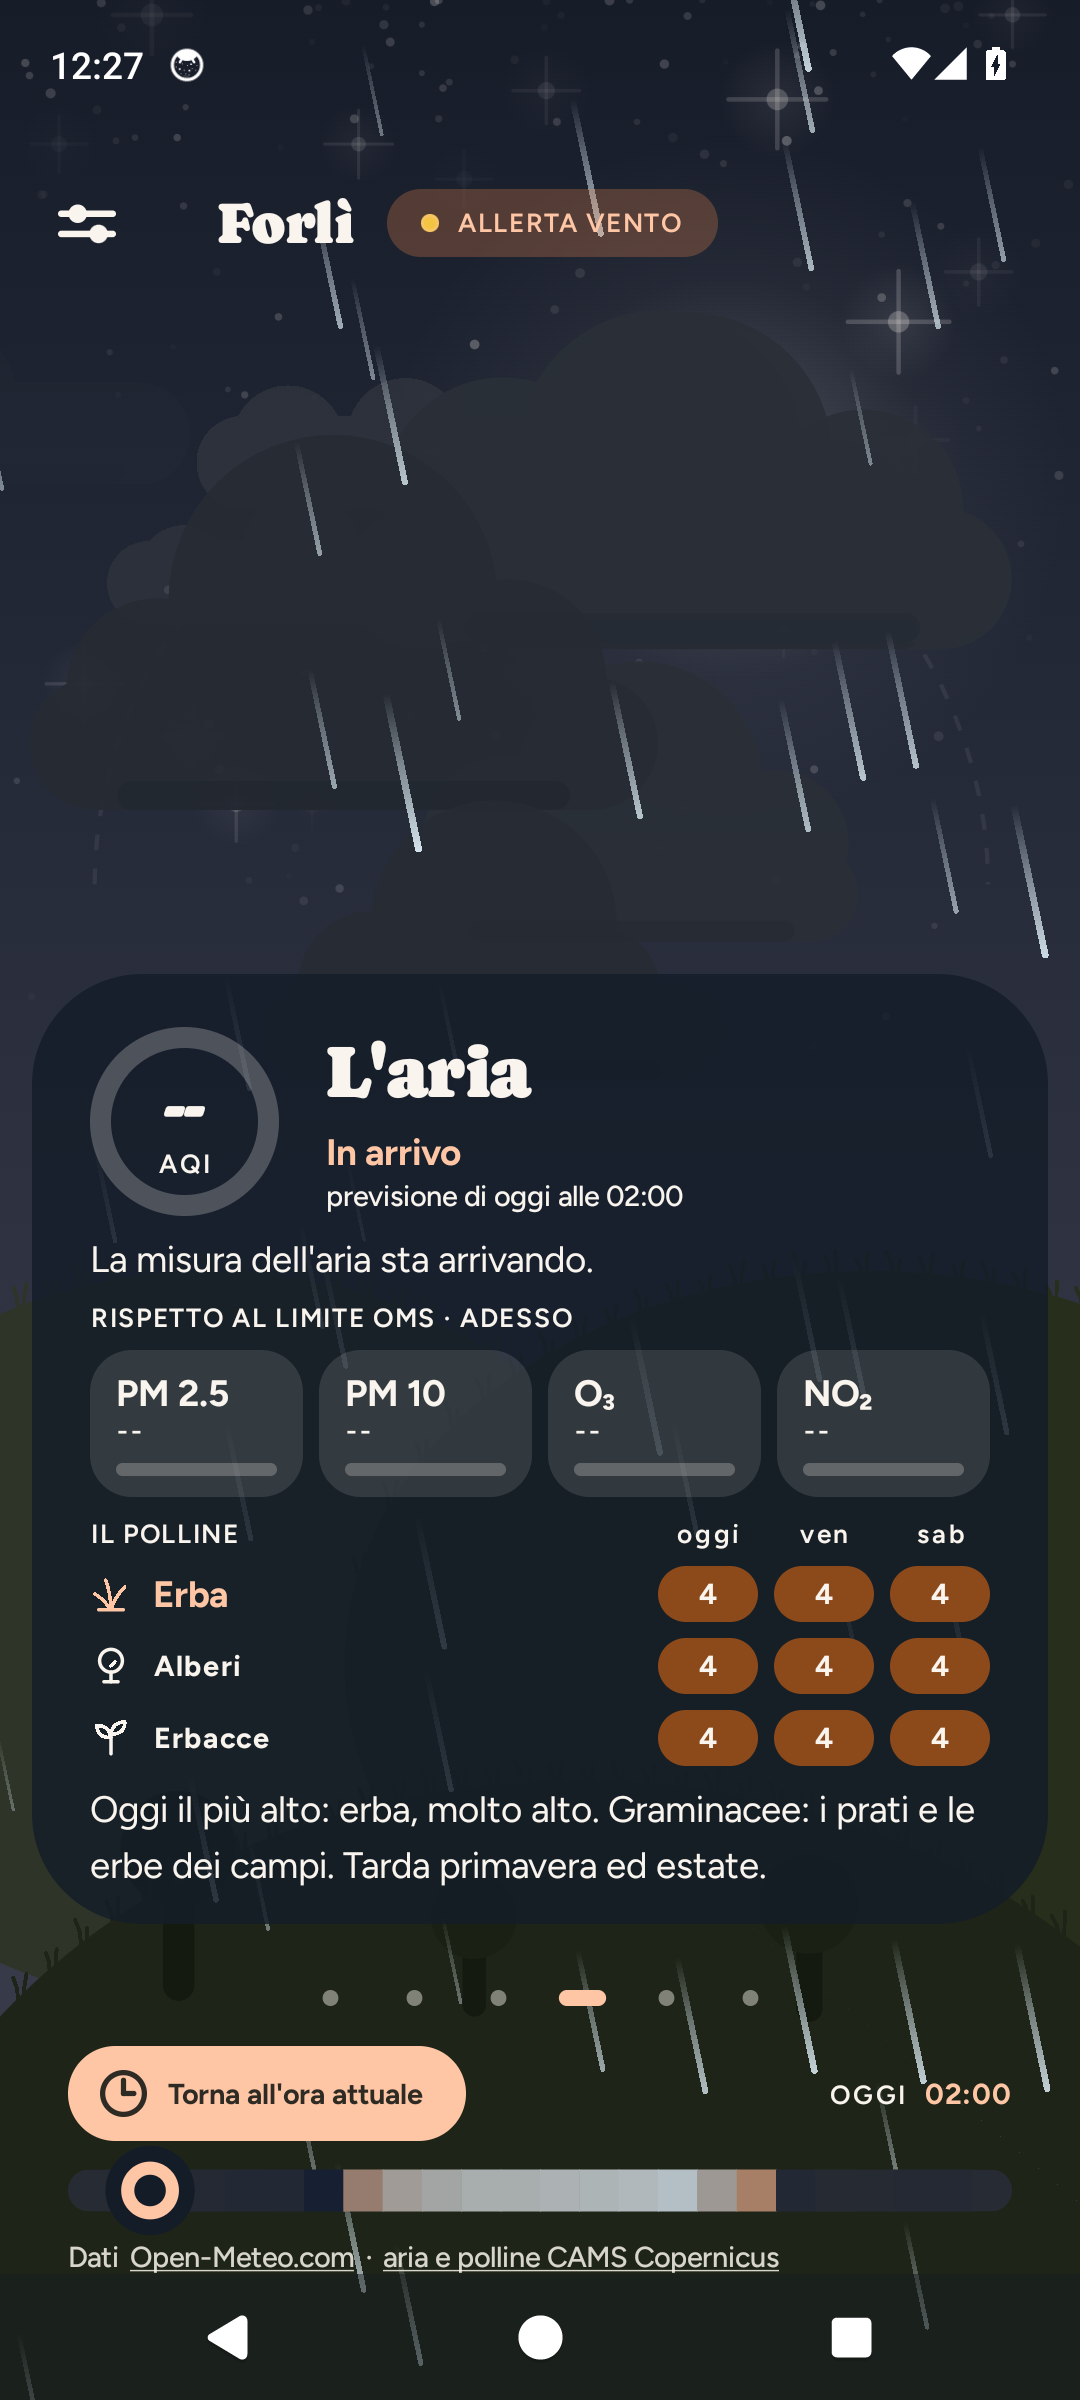 12:27
Forlì
ALLERTA VENTO
--
AQI
L'aria
In arrivo
previsione di oggi alle 02:00
La misura dell'aria sta arrivando.
RISPETTO AL LIMITE OMS · ADESSO
PM 2.5
--
PM 10
--
O₃
--
NO₂
--
IL POLLINE oggi ven sab
Erba 4 4 4
Alberi 4 4 4
Erbacce 4 4 4
Oggi il più alto: erba, molto alto. Graminacee: i prati e le
erbe dei campi. Tarda primavera ed estate.
Torna all'ora attuale
OGGI 02:00
Dati Open-Meteo.com · aria e polline CAMS Copernicus